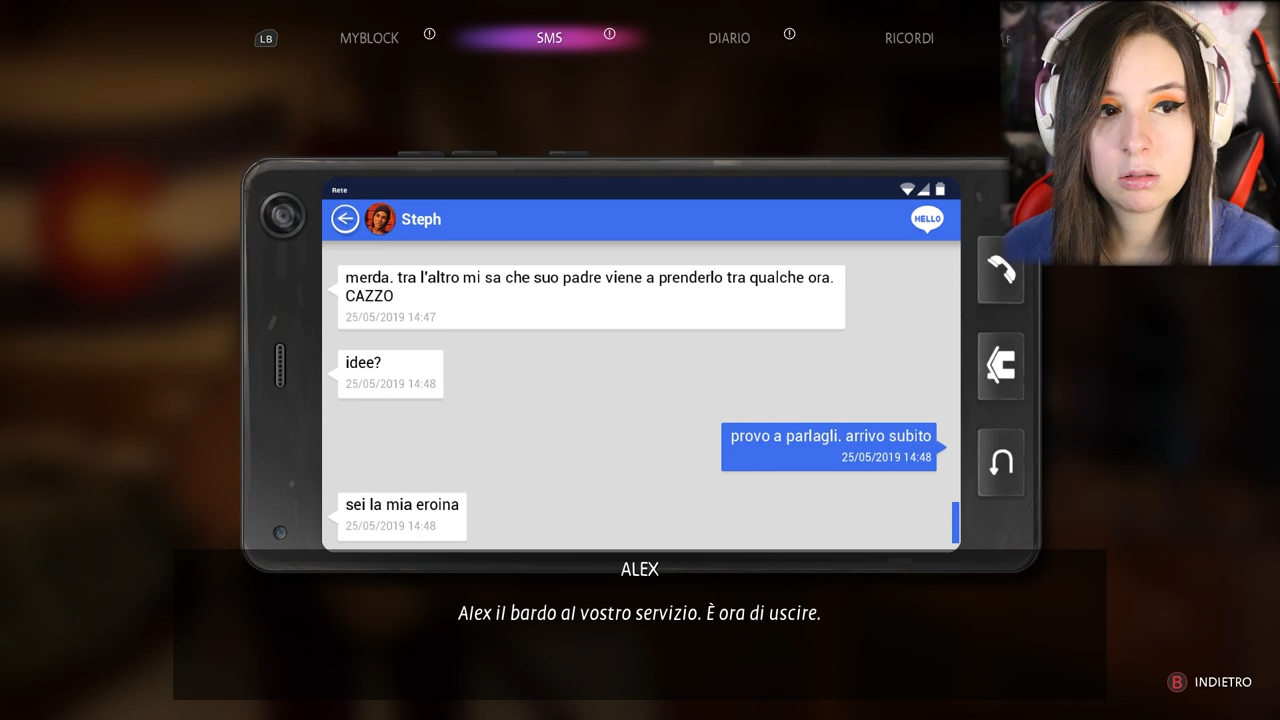 LB MYBLOCK SMS DIARIO RICORDI
Rete
Steph
HELLO
merda. tra l'altro mi sa che suo padre viene a prenderlo tra qualche ora.
CAZZO
25/05/2019 14:47
idee?
25/05/2019 14:48
provo a parlagli. arrivo subito
25/05/2019 14:48
sei la mia eroina
25/05/2019 14:48
ALEX
Alex il bardo al vostro servizio. È ora di uscire.
B INDIETRO